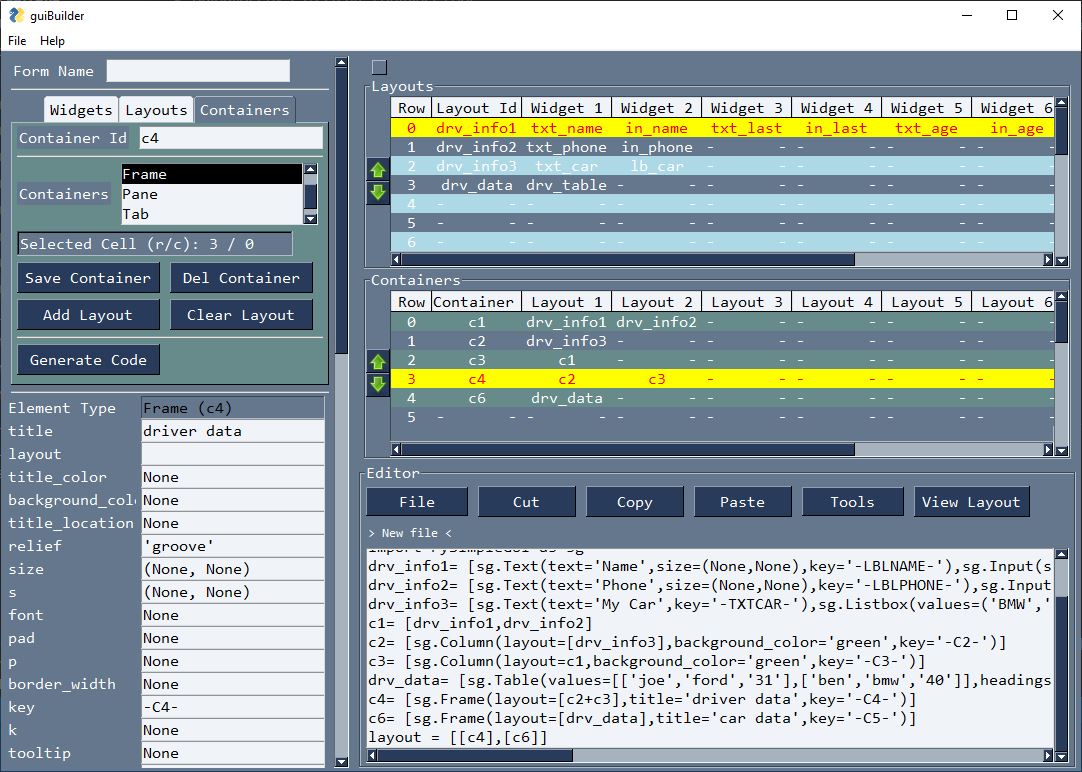 guiBuilder
File Help
Form Name
Widgets Layouts Containers
Container Id c4
Containers
Frame
Pane
Tab
Selected Cell (r/c): 3 / 0
Save Container Del Container
Add Layout Clear Layout
Generate Code
Element Type Frame (c4)
title driver data
layout
title_color None
background_col None
title_location None
relief 'groove'
size (None, None)
s (None, None)
font None
pad None
p None
border_width None
key -C4-
k None
tooltip None
Layouts
Row Layout Id Widget 1 Widget 2 Widget 3 Widget 4 Widget 5 Widget 6
0 drv_info1 txt_name in_name txt_last in_last txt_age in_age
1 drv_info2 txt_phone in_phone - - - - - - -
2 drv_info3 txt_car lb_car - - - - - - -
3 drv_data drv_table - - - - - - - - -
4 - - - - - - - - - - - - -
5 - - - - - - - - - - - - -
6 - - - - - - - - - - - - -
Containers
Row Container Layout 1 Layout 2 Layout 3 Layout 4 Layout 5 Layout 6
0 c1 drv_info1 drv_info2 - - - - - - -
1 c2 drv_info3 - - - - - - - - -
2 c3 c1 - - - - - - - - -
3 c4 c2 c3 - - - - - - -
4 c6 drv_data - - - - - - - - -
5 - - - - - - - - - - - - -
Editor
File Cut Copy Paste Tools View Layout
> New file <
import PySimpleGUI as sg
drv_info1= [sg.Text(text='Name',size=(None,None),key='-LBLNAME-'),sg.Input(s
drv_info2= [sg.Text(text='Phone',size=(None,None),key='-LBLPHONE-'),sg.Input
drv_info3= [sg.Text(text='My Car',key='-TXTCAR-'),sg.Listbox(values=('BMW','
c1= [drv_info1,drv_info2]
c2= [sg.Column(layout=[drv_info3],background_color='green',key='-C2-')]
c3= [sg.Column(layout=c1,background_color='green',key='-C3-')]
drv_data= [sg.Table(values=[['joe','ford','31'],['ben','bmw','40']],headings
c4= [sg.Frame(layout=[c2+c3],title='driver data',key='-C4-')]
c6= [sg.Frame(layout=[drv_data],title='car data',key='-C5-')]
layout = [[c4],[c6]]